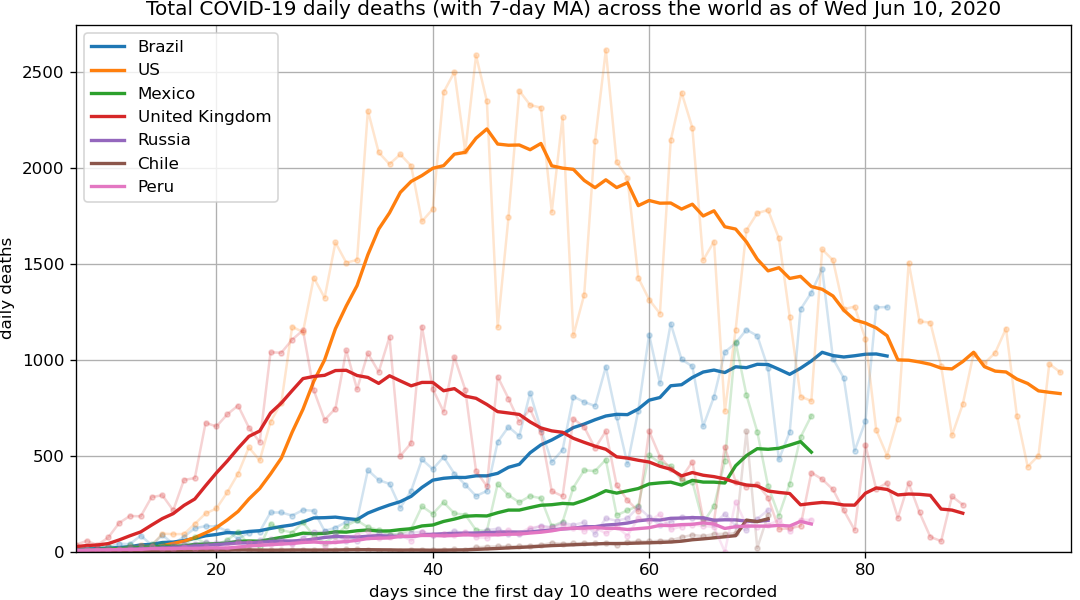 Total COVID-19 daily deaths (with 7-day MA) across the world as of Wed Jun 10, 2020
Brazil
US
Mexico
United Kingdom
Russia
Chile
Peru
daily deaths
2500
2000
1500
1000
500
0
20
40
60
80
days since the first day 10 deaths were recorded